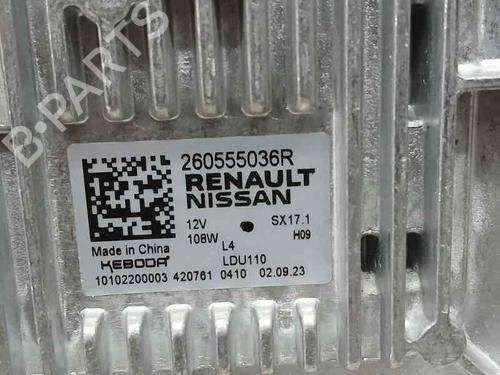 B-PARTS
260555036R
RENAULT
NISSAN
12V SX17.1
108W H09
L4
Made in China
KEBODA LDU110
10102200003 420761 0410 02.09.23